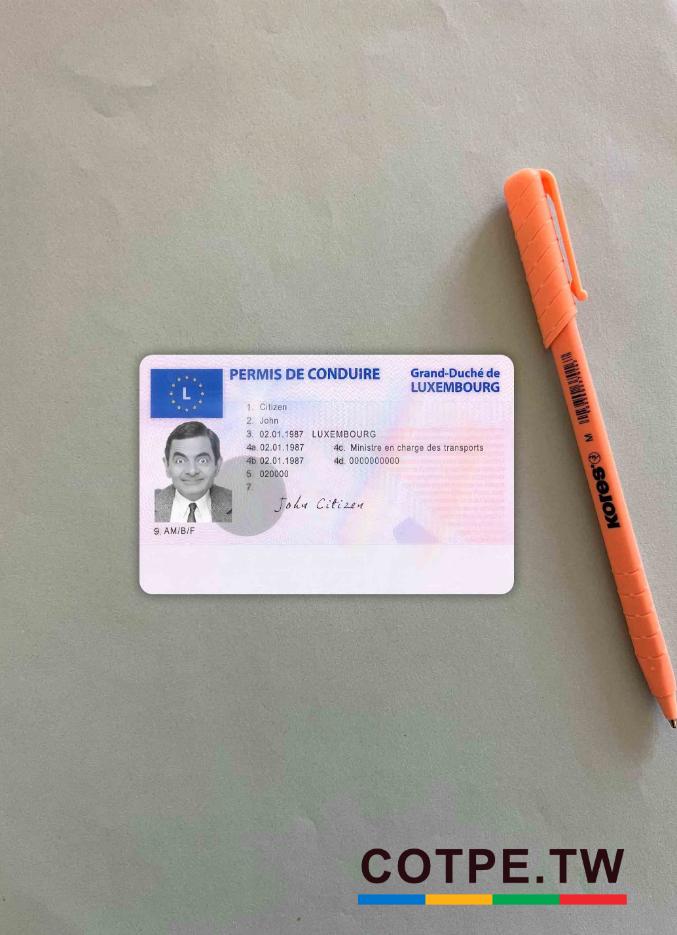 PERMIS DE CONDUIRE
Grand-Duché de
LUXEMBOURG
L
1. Citizen
2. John
3. 02.01.1987 LUXEMBOURG
4a. 02.01.1987 4c. Ministre en charge des transports
4b 02.01.1987 4d. 0000000000
5. 020000
7.
John Citizen
9. AM/B/F
M
Kores
COTPE.TW